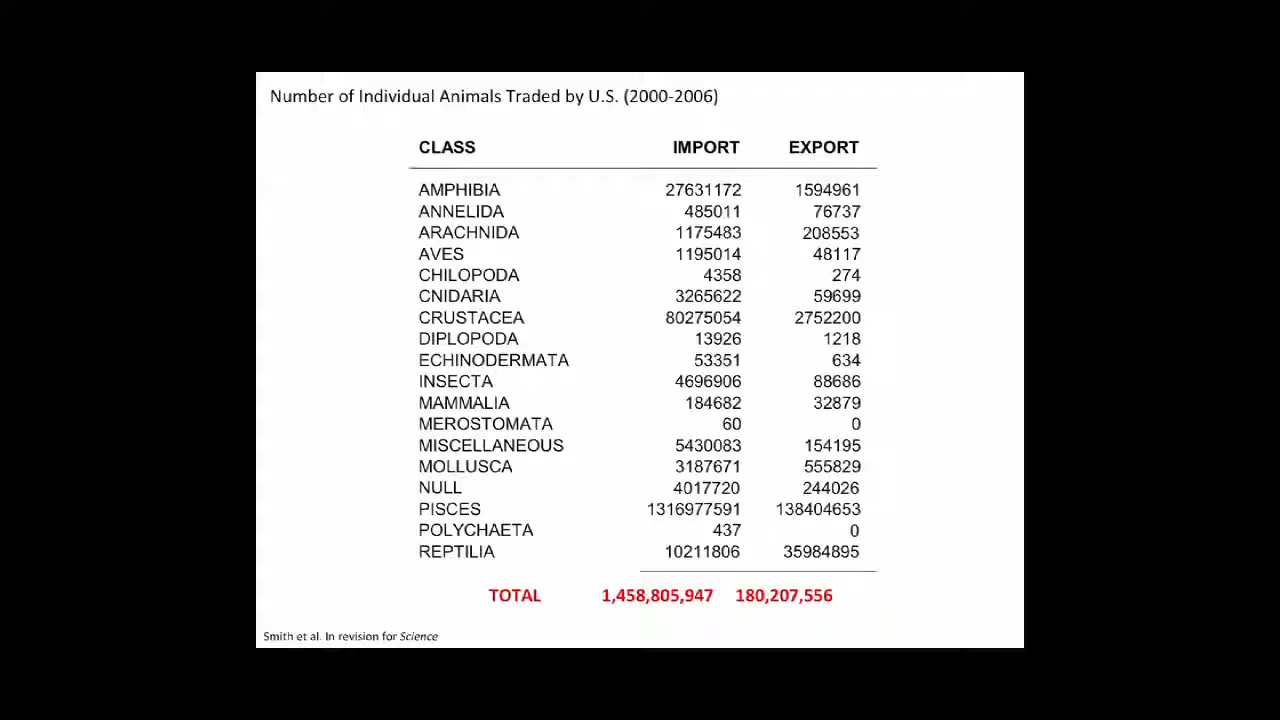 Number of Individual Animals Traded by U.S. (2000-2006)
CLASS IMPORT EXPORT
AMPHIBIA 27631172 1594961
ANNELIDA 485011 76737
ARACHNIDA 1175483 208553
AVES 1195014 48117
CHILOPODA 4358 274
CNIDARIA 3265622 59699
CRUSTACEA 80275054 2752200
DIPLOPODA 13926 1218
ECHINODERMATA 53351 634
INSECTA 4696906 88686
MAMMALIA 184682 32879
MEROSTOMATA 60 0
MISCELLANEOUS 5430083 154195
MOLLUSCA 3187671 555829
NULL 4017720 244026
PISCES 1316977591 138404653
POLYCHAETA 437 0
REPTILIA 10211806 35984895
TOTAL 1,458,805,947 180,207,556
Smith et al. In revision for Science